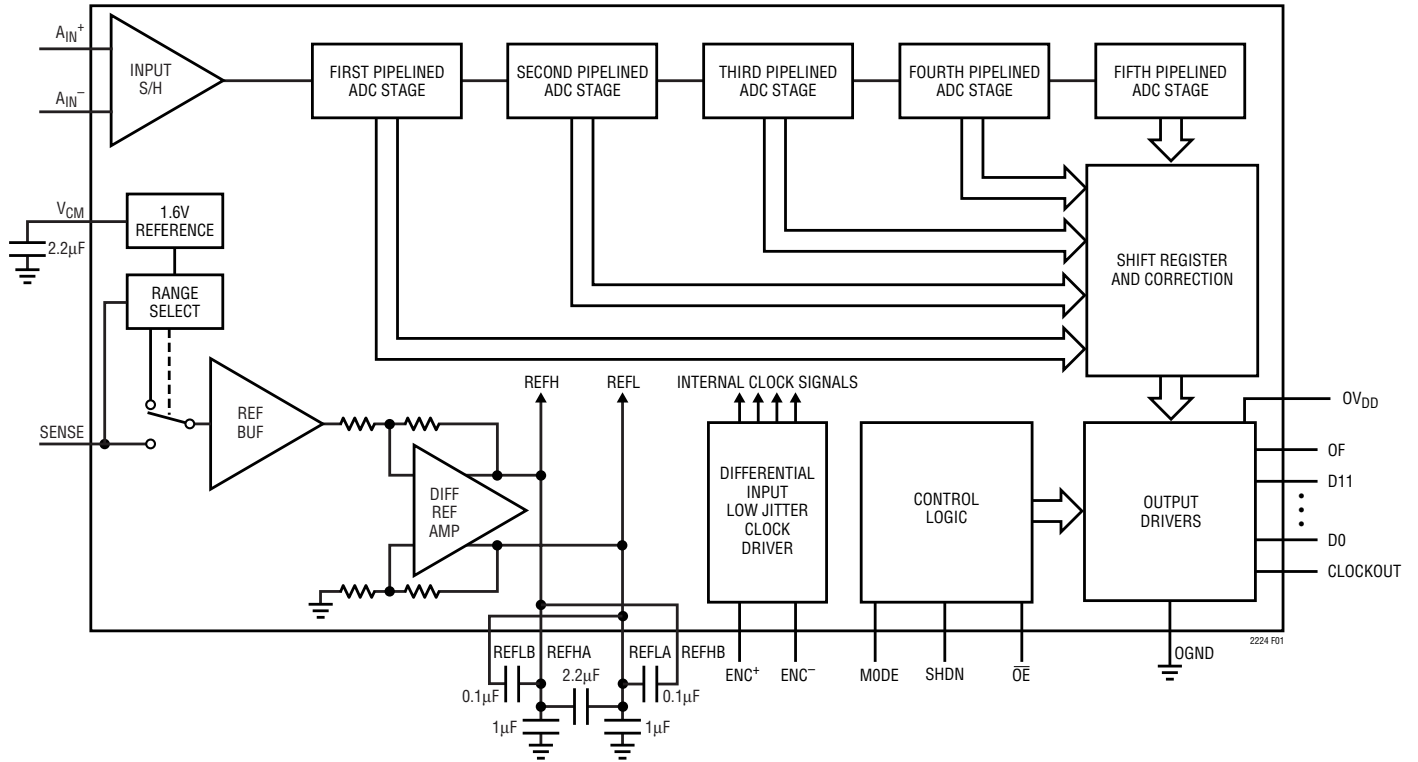 AIN+
INPUT
S/H
AIN−
FIRST PIPELINED
ADC STAGE
SECOND PIPELINED
ADC STAGE
THIRD PIPELINED
ADC STAGE
FOURTH PIPELINED
ADC STAGE
FIFTH PIPELINED
ADC STAGE
VCM
2.2µF
1.6V
REFERENCE
RANGE
SELECT
SHIFT REGISTER
AND CORRECTION
REFH
REFL
INTERNAL CLOCK SIGNALS
SENSE
REF
BUF
DIFF
REF
AMP
DIFFERENTIAL
INPUT
LOW JITTER
CLOCK
DRIVER
CONTROL
LOGIC
OUTPUT
DRIVERS
OVDD
OF
D11
D0
CLOCKOUT
2224 F01
REFLB
REFHA
REFLA
REFHB
0.1µF
2.2µF
0.1µF
1µF
1µF
ENC+
ENC−
MODE
SHDN
O̅E̅
OGND